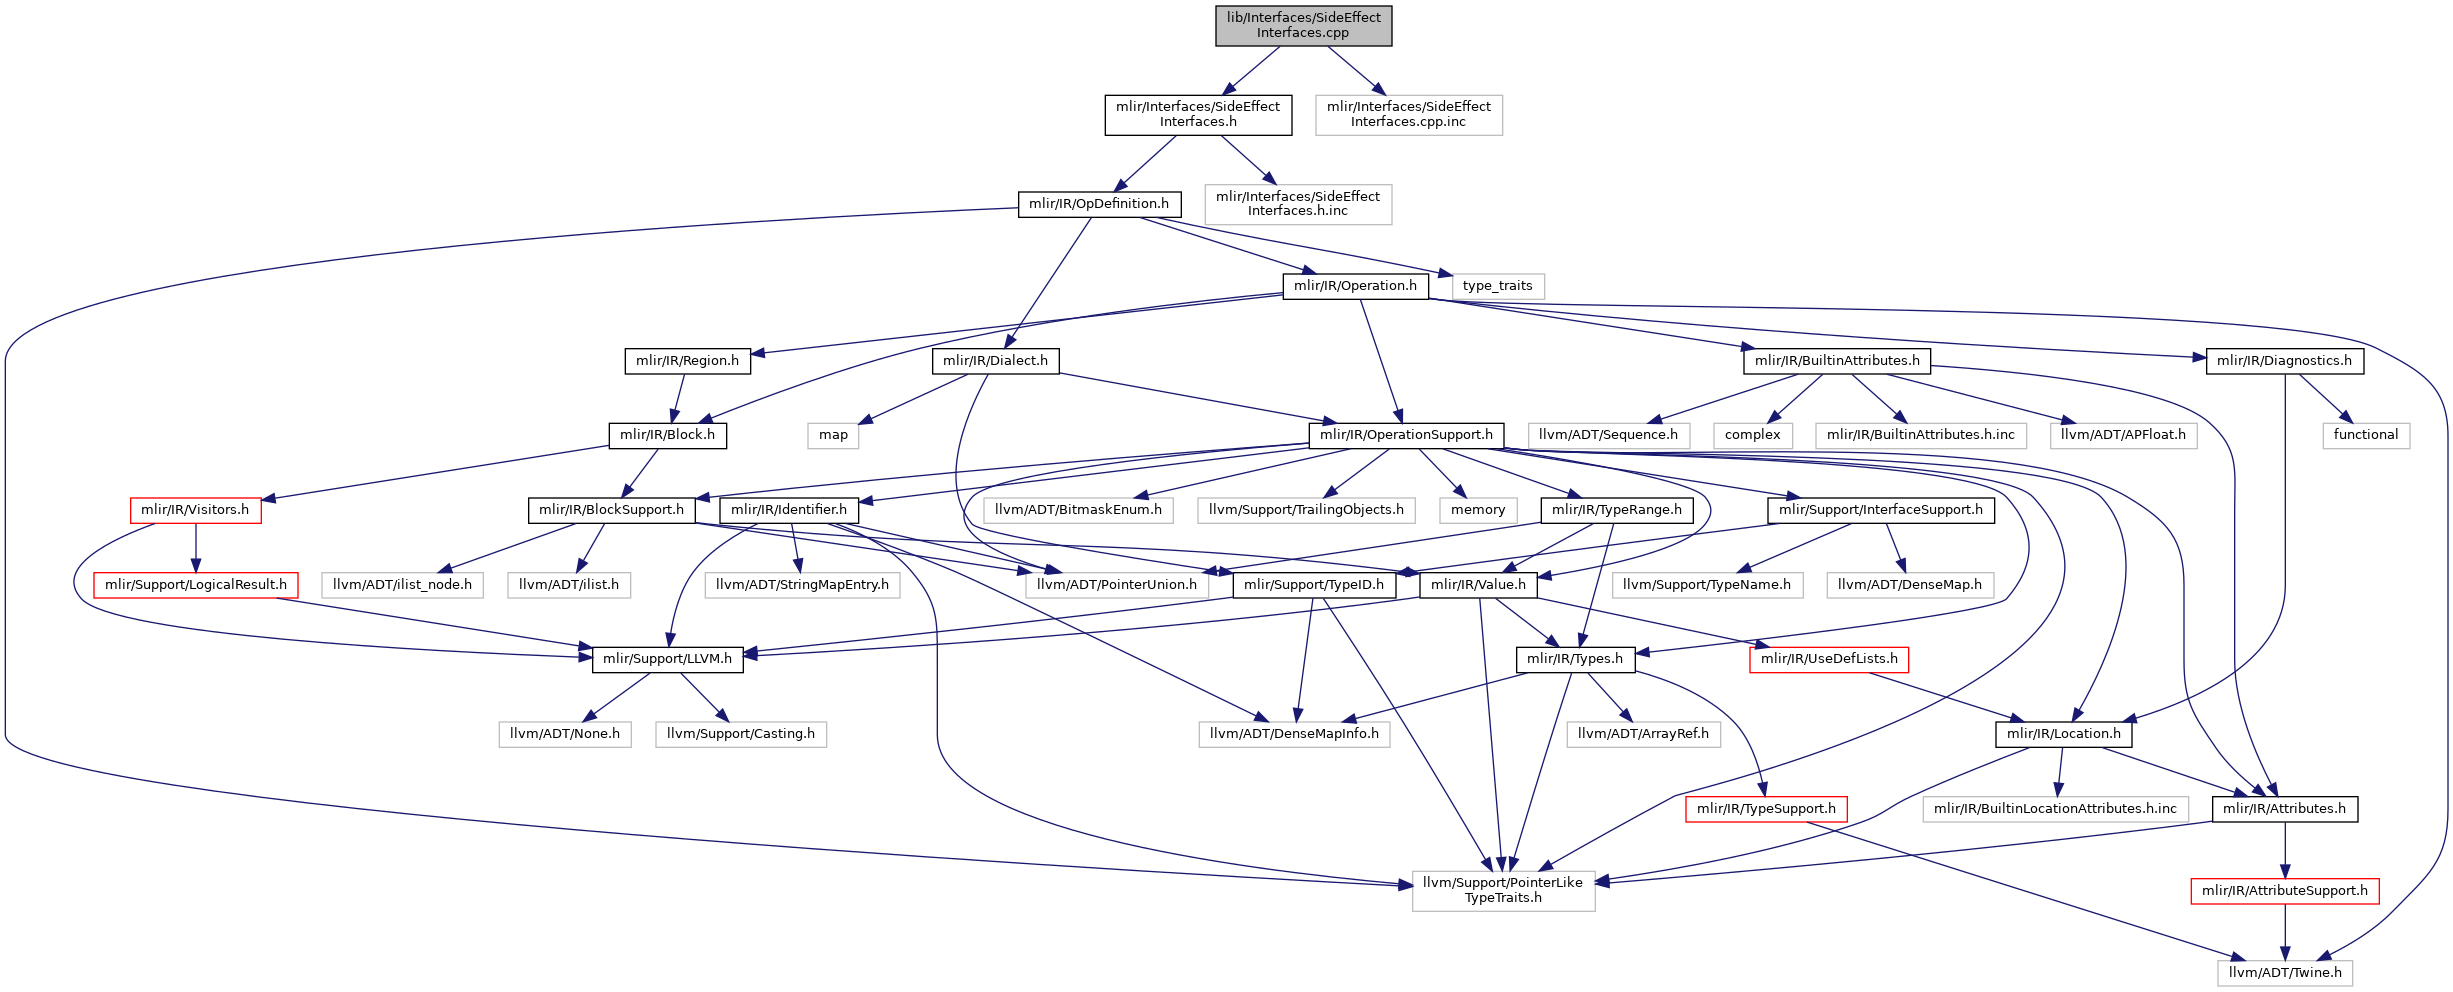 lib/Interfaces/SideEffect
Interfaces.cpp
mlir/Interfaces/SideEffect
Interfaces.h
mlir/Interfaces/SideEffect
Interfaces.cpp.inc
mlir/IR/OpDefinition.h
mlir/Interfaces/SideEffect
Interfaces.h.inc
mlir/IR/Operation.h
type_traits
mlir/IR/Region.h
mlir/IR/Dialect.h
mlir/IR/BuiltinAttributes.h
mlir/IR/Diagnostics.h
mlir/IR/Block.h
map
mlir/IR/OperationSupport.h
llvm/ADT/Sequence.h
complex
mlir/IR/BuiltinAttributes.h.inc
llvm/ADT/APFloat.h
functional
mlir/IR/Visitors.h
mlir/IR/BlockSupport.h
mlir/IR/Identifier.h
llvm/ADT/BitmaskEnum.h
llvm/Support/TrailingObjects.h
memory
mlir/IR/TypeRange.h
mlir/Support/InterfaceSupport.h
mlir/Support/LogicalResult.h
llvm/ADT/ilist_node.h
llvm/ADT/ilist.h
llvm/ADT/StringMapEntry.h
llvm/ADT/PointerUnion.h
mlir/Support/TypeID.h
mlir/IR/Value.h
llvm/Support/TypeName.h
llvm/ADT/DenseMap.h
mlir/Support/LLVM.h
mlir/IR/Types.h
mlir/IR/UseDefLists.h
llvm/ADT/None.h
llvm/Support/Casting.h
llvm/ADT/DenseMapInfo.h
llvm/ADT/ArrayRef.h
mlir/IR/Location.h
mlir/IR/TypeSupport.h
mlir/IR/BuiltinLocationAttributes.h.inc
mlir/IR/Attributes.h
llvm/Support/PointerLike
TypeTraits.h
mlir/IR/AttributeSupport.h
llvm/ADT/Twine.h